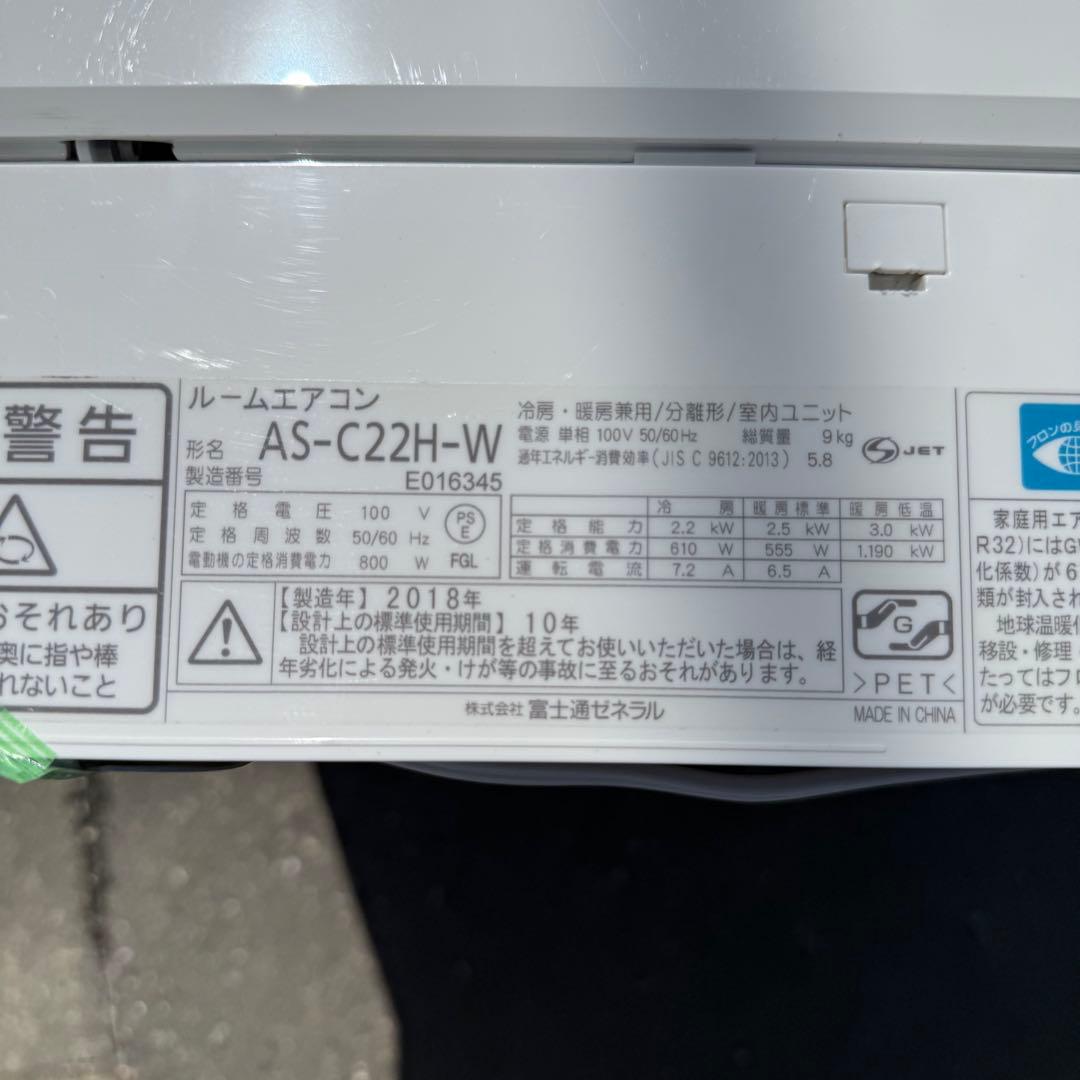 警告
おそれあり
奥に指や棒
れないこと
ルームエアコン
形名 AS-C22H-W
製造番号 E016345
冷房・暖房兼用/分離形/室内ユニット
電源 単相 100V 50/60Hz 総質量 9kg
通年エネルギー消費効率(JIS C 9612:2013) 5.8
S JET
定格電圧 100 V
定格周波数 50/60 Hz
電動機の定格消費電力 800 W
PS
E
FGL
冷房 暖房標準 暖房低温
定格能力 2.2 kW 2.5 kW 3.0 kW
定格消費電力 610 W 555 W 1.190 kW
運転電流 7.2 A 6.5 A
【製造年】2018年
【設計上の標準使用期間】10年
設計上の標準使用期間を超えてお使いいただいた場合は、経
年劣化による発火・けが等の事故に至るおそれがあります。
G
>PET<
株式会社 富士通ゼネラル
MADE IN CHINA
フロンの見
家庭用エア
R32)にはGW
化係数)が6
類が封入され
地球温暖化
移設・修理
たってはフロ
が必要です。